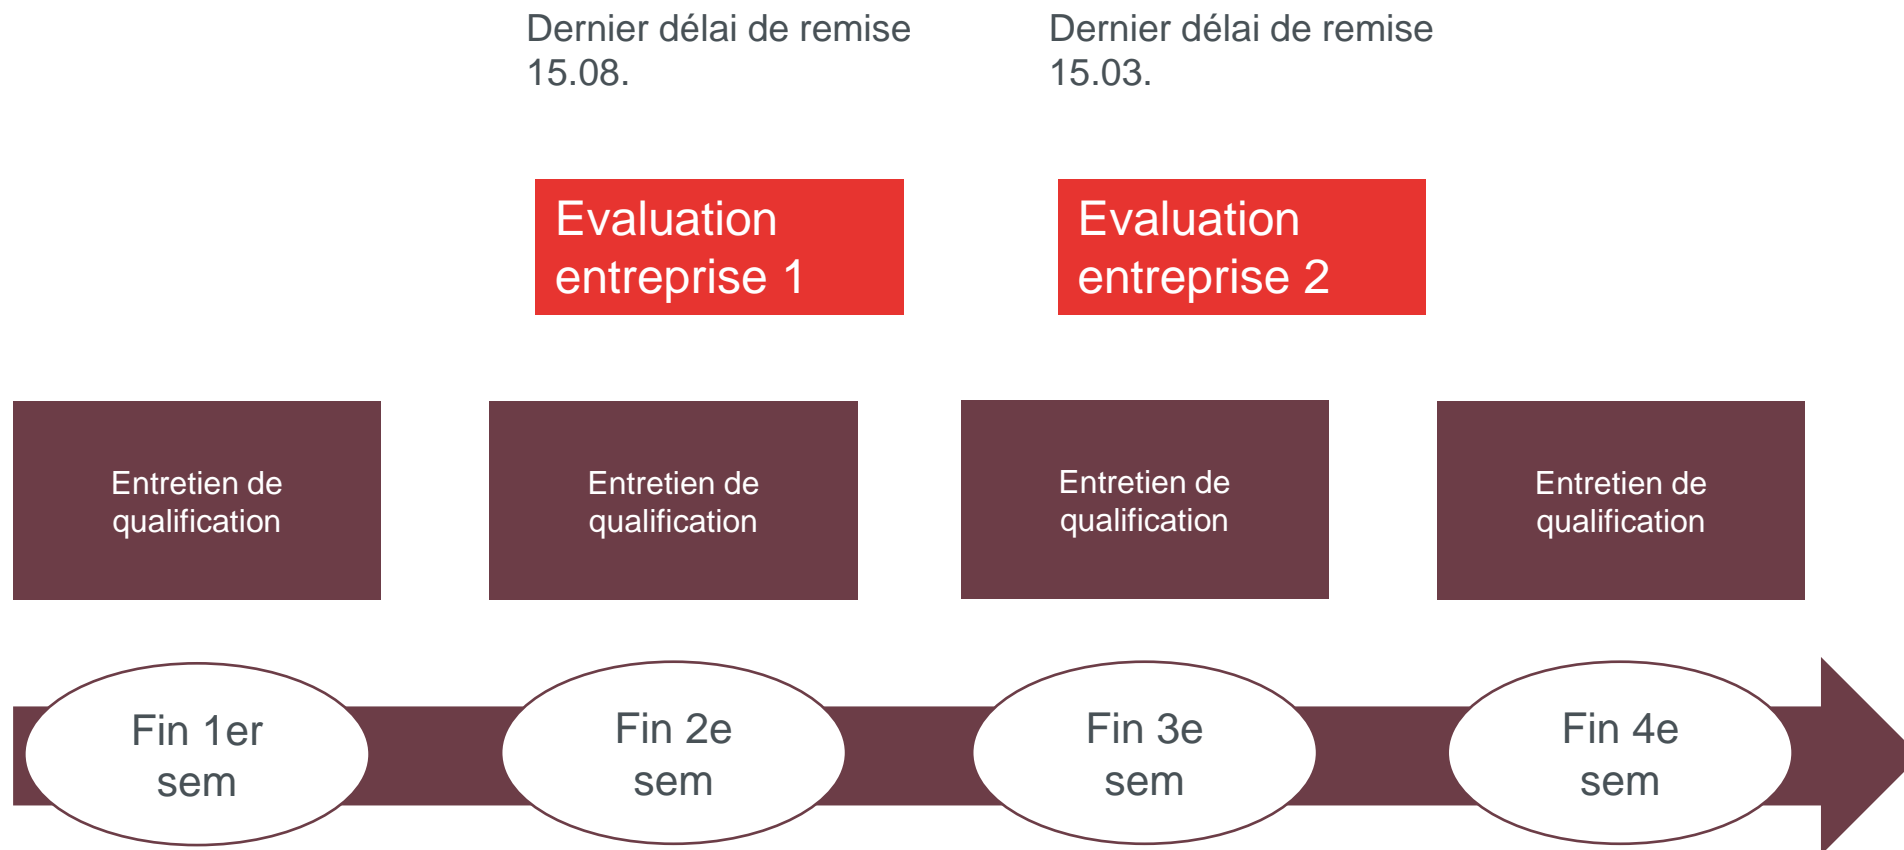 Dernier délai de remise
15.08.
Dernier délai de remise
15.03.
Evaluation
entreprise 1
Evaluation
entreprise 2
Entretien de
qualification
Entretien de
qualification
Entretien de
qualification
Entretien de
qualification
Fin 1er
sem
Fin 2e
sem
Fin 3e
sem
Fin 4e
sem